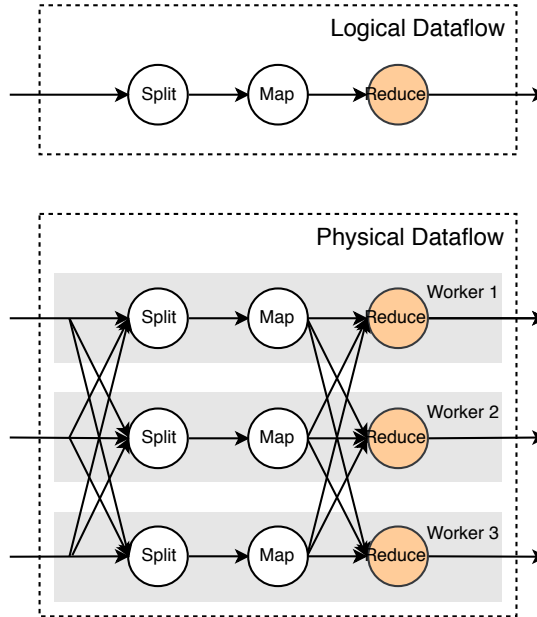 Logical Dataflow
Split Map Reduce
Physical Dataflow
Worker 1
Split Map Reduce
Worker 2
Split Map Reduce
Worker 3
Split Map Reduce